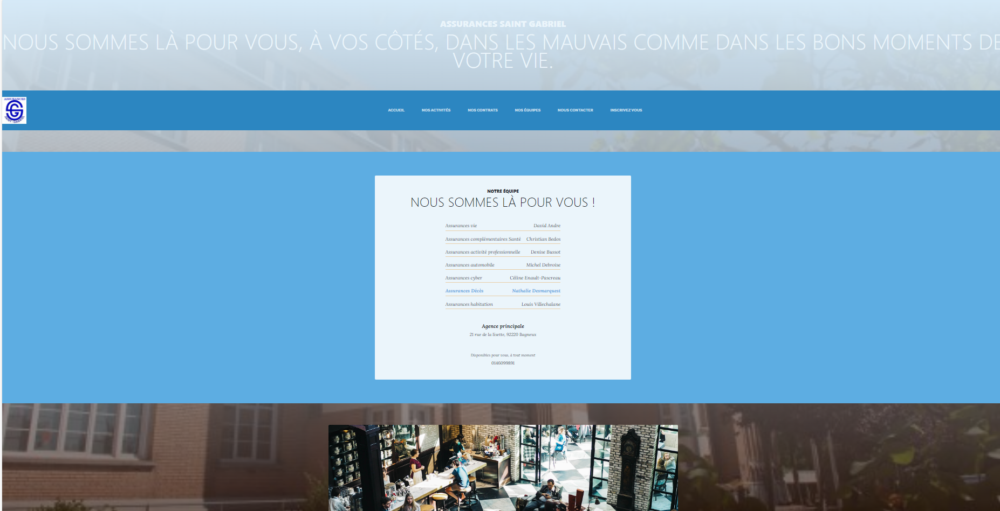 ASSURANCES SAINT GABRIEL
NOUS SOMMES LÀ POUR VOUS, À VOS CÔTÉS, DANS LES MAUVAIS COMME DANS LES BONS MOMENTS DE
VOTRE VIE.
ASSURANCES
SG
SAINT-GABRIEL
ACCUEIL NOS ACTIVITÉS NOS CONTRATS NOS ÉQUIPES NOUS CONTACTER INSCRIVEZ VOUS
NOTRE ÉQUIPE
NOUS SOMMES LÀ POUR VOUS !
Assurances vie David Andre
Assurances complémentaires Santé Christian Bedos
Assurances activité professionnelle Denise Bussot
Assurances automobile Michel Debroise
Assurances cyber Céline Enault-Pascreau
Assurances Décès Nathalie Desmarquest
Assurances habitation Louis Villechalane
Agence principale
21 rue de la lisette, 92220 Bagneux
Disponibles pour vous, à tout moment
0146099891